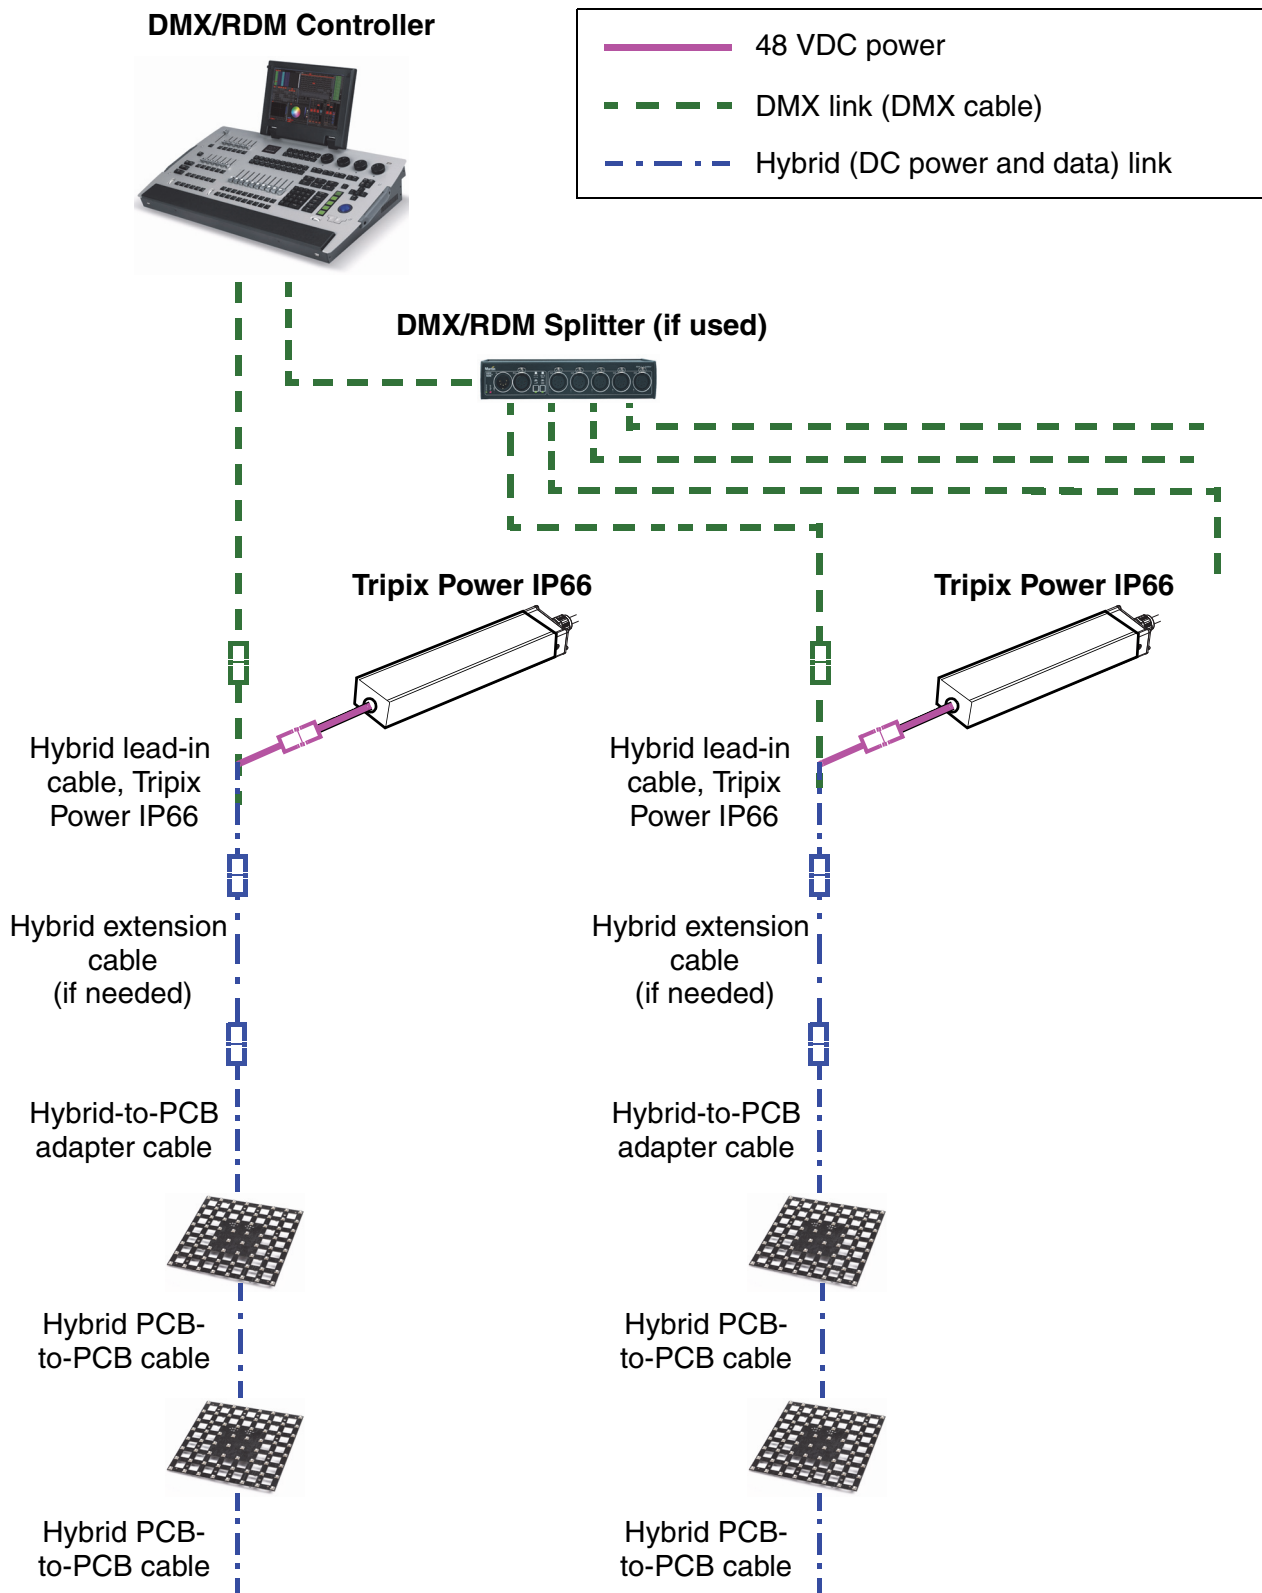 DMX/RDM Controller
48 VDC power
DMX link (DMX cable)
Hybrid (DC power and data) link
DMX/RDM Splitter (if used)
Tripix Power IP66
Tripix Power IP66
Hybrid lead-in
cable, Tripix
Power IP66
Hybrid lead-in
cable, Tripix
Power IP66
Hybrid extension
cable
(if needed)
Hybrid extension
cable
(if needed)
Hybrid-to-PCB
adapter cable
Hybrid-to-PCB
adapter cable
Hybrid PCB-
to-PCB cable
Hybrid PCB-
to-PCB cable
Hybrid PCB-
to-PCB cable
Hybrid PCB-
to-PCB cable